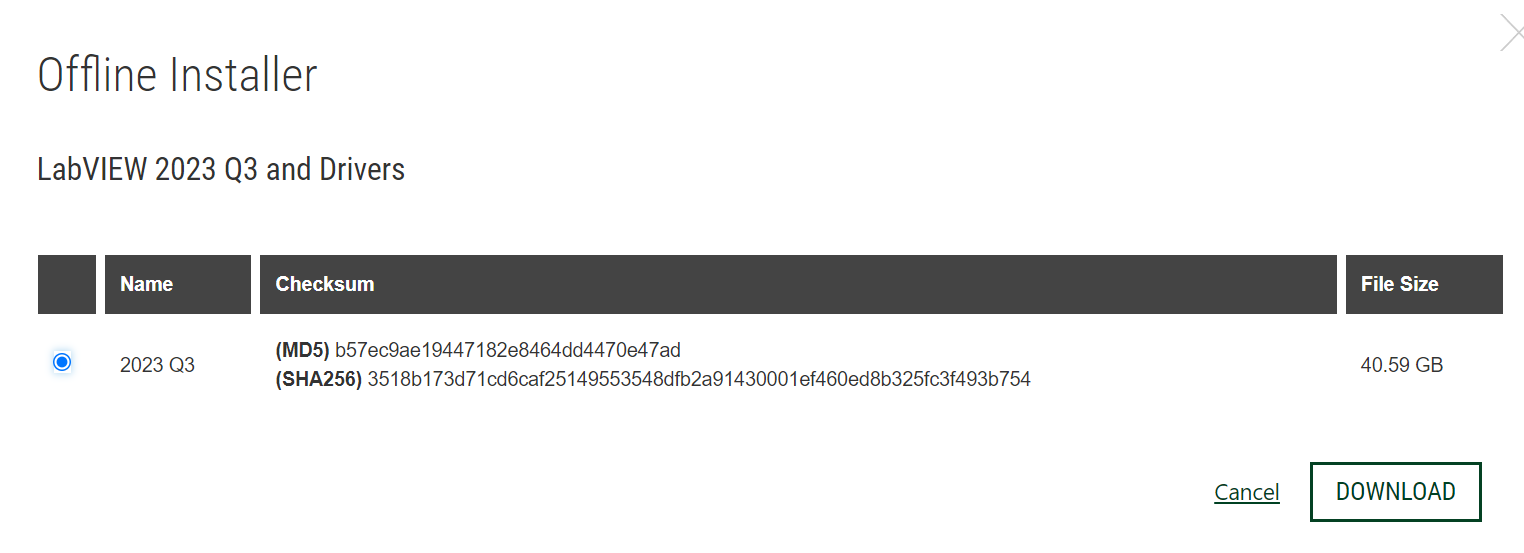 Offline Installer
LabVIEW 2023 Q3 and Drivers
Name Checksum File Size
(MD5) b57ec9ae19447182e8464dd4470e47ad
2023 Q3 40.59 GB
(SHA256) 3518b173d71cd6caf25149553548dfb2a91430001ef460ed8b325fc3f493b754
Cancel DOWNLOAD